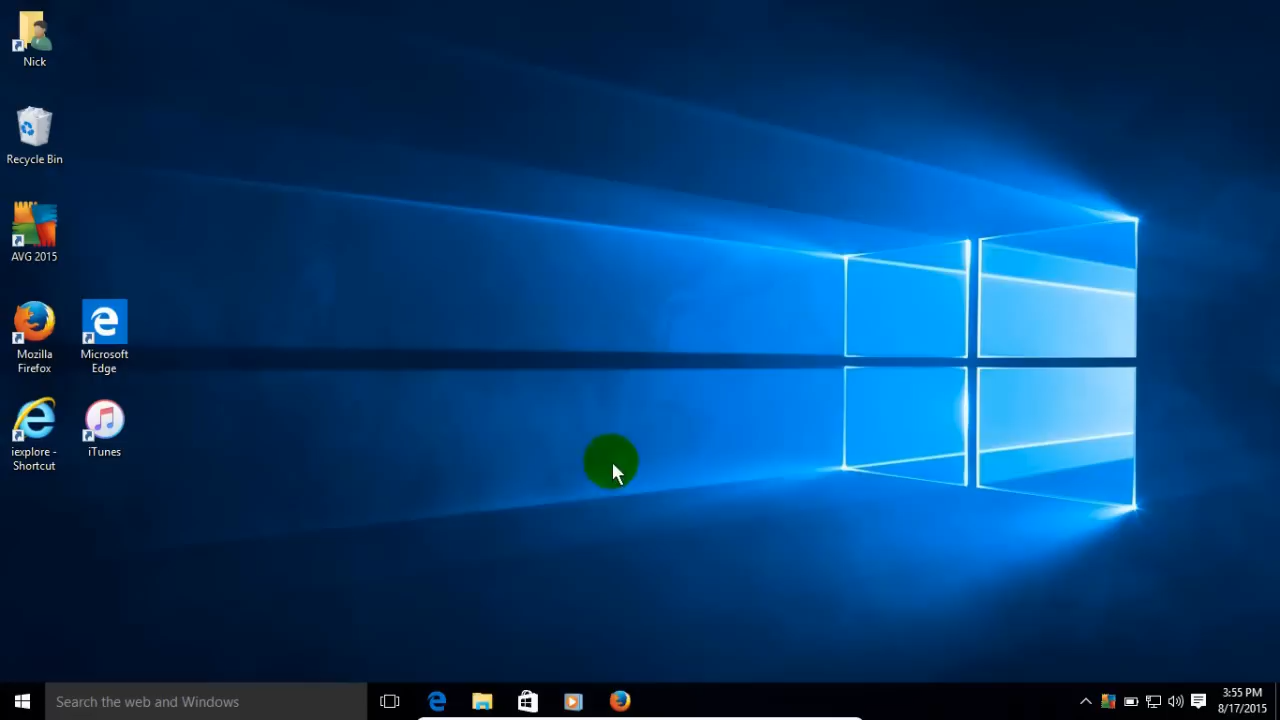 Nick
Recycle Bin
AVG 2015
Mozilla
Firefox
Microsoft
Edge
iexplore -
Shortcut
iTunes
Search the web and Windows
3:55 PM
8/17/2015